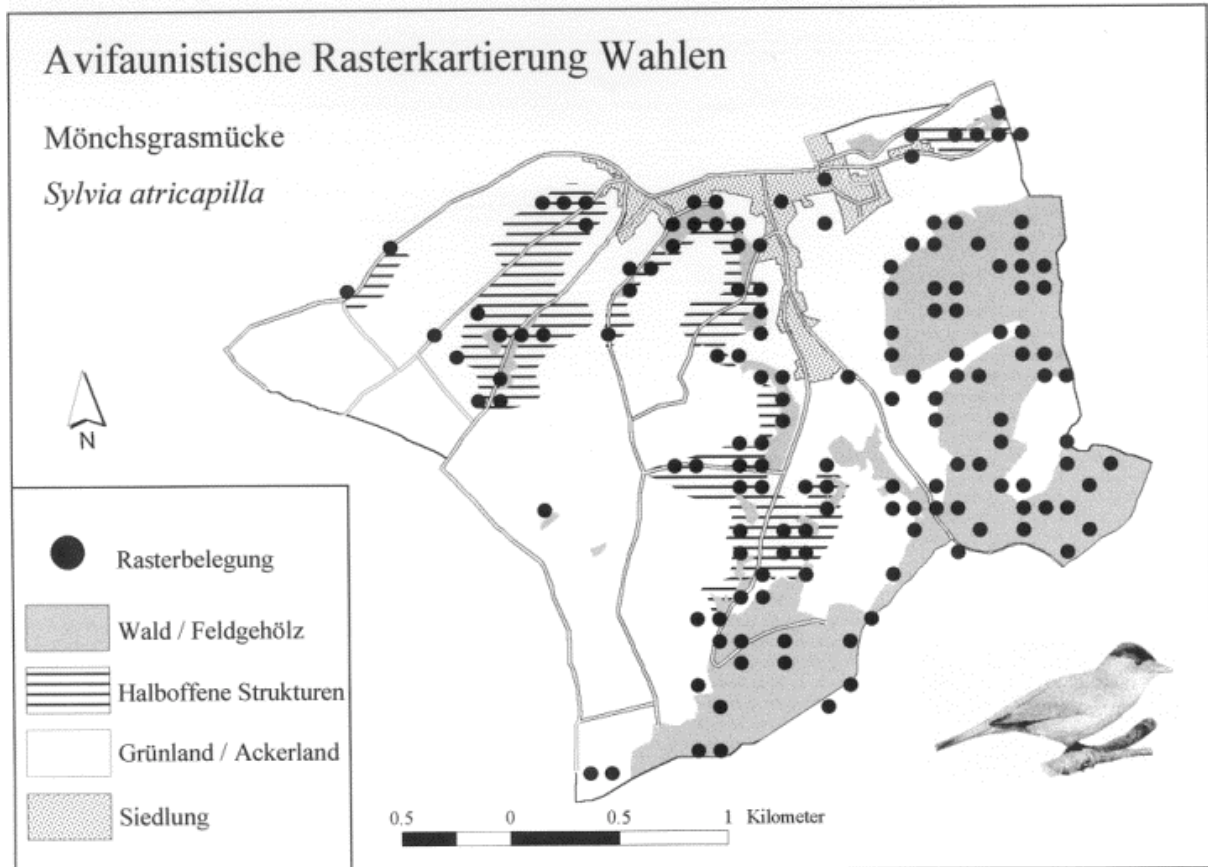 Avifaunistische Rasterkartierung Wahlen
Mönchsgrasmücke
Sylvia atricapilla
N
Rasterbelegung
Wald / Feldgehölz
Halboffene Strukturen
Grünland / Ackerland
Siedlung
0.5 0 0.5 1 Kilometer